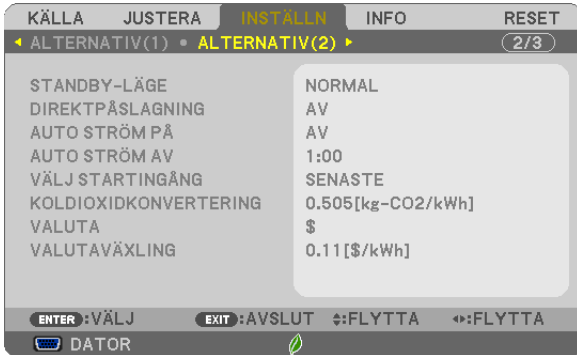 KÄLLA JUSTERA INSTÄLLN INFO RESET
ALTERNATIV(1) • ALTERNATIV(2) 2/3
STANDBY-LÄGE NORMAL
DIREKTPÅSLAGNING AV
AUTO STRÖM PÅ AV
AUTO STRÖM AV 1:00
VÄLJ STARTINGÅNG SENASTE
KOLDIOXIDKONVERTERING 0.505[kg-CO2/kWh]
VALUTA $
VALUTAVÄXLING 0.11[$/kWh]
ENTER :VÄLJ EXIT :AVSLUT :FLYTTA :FLYTTA
DATOR